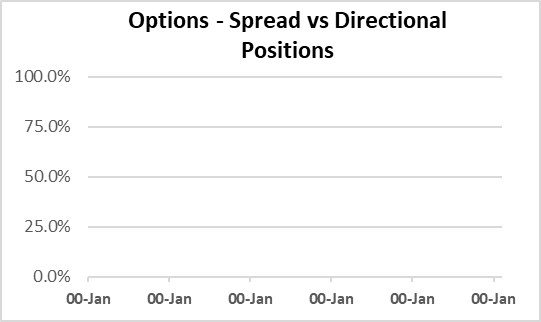 Options - Spread vs Directional
Positions
100.0%
75.0%
50.0%
25.0%
0.0%
00-Jan 00-Jan 00-Jan 00-Jan 00-Jan 00-Jan